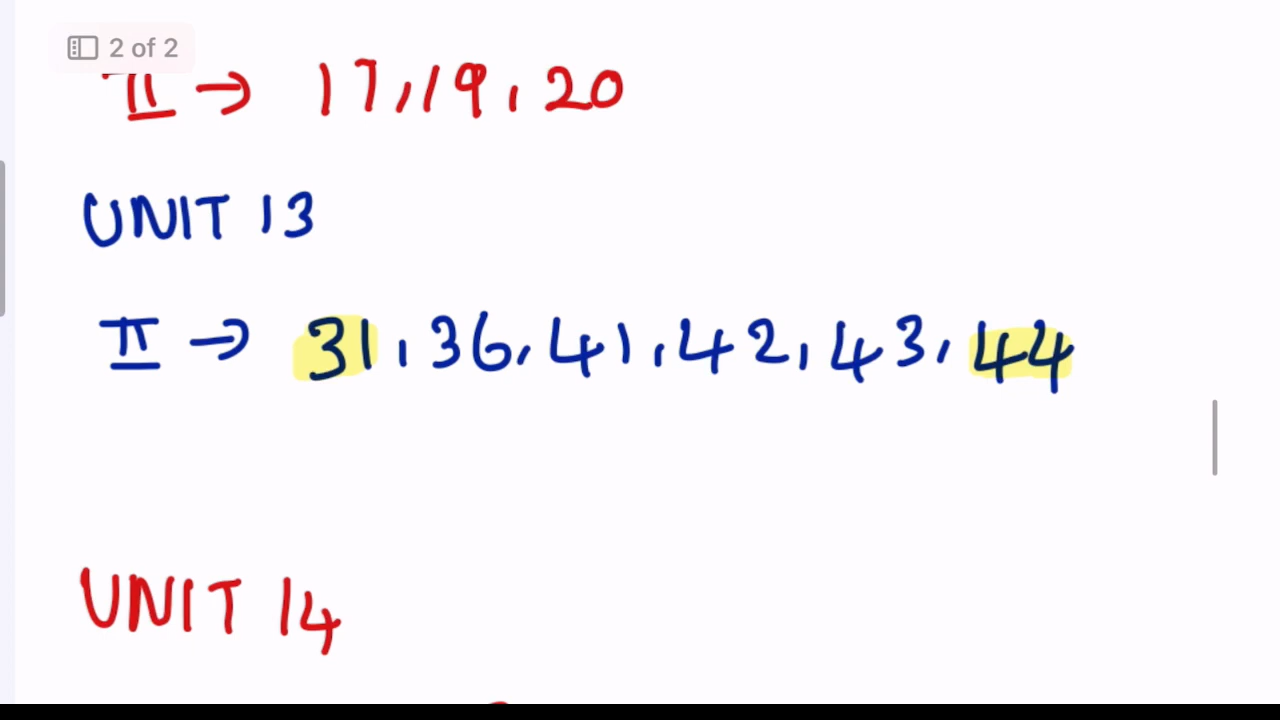 2 of 2
II → 17, 19, 20
UNIT 13
II → 31, 36, 41, 42, 43, 44
UNIT 14